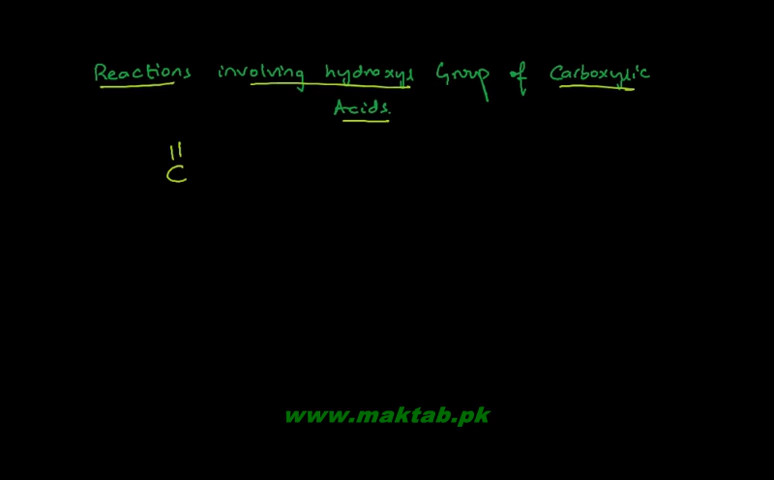 Reactions involving hydroxyl Group of Carboxylic
Acids.
||
C
www.maktab.pk